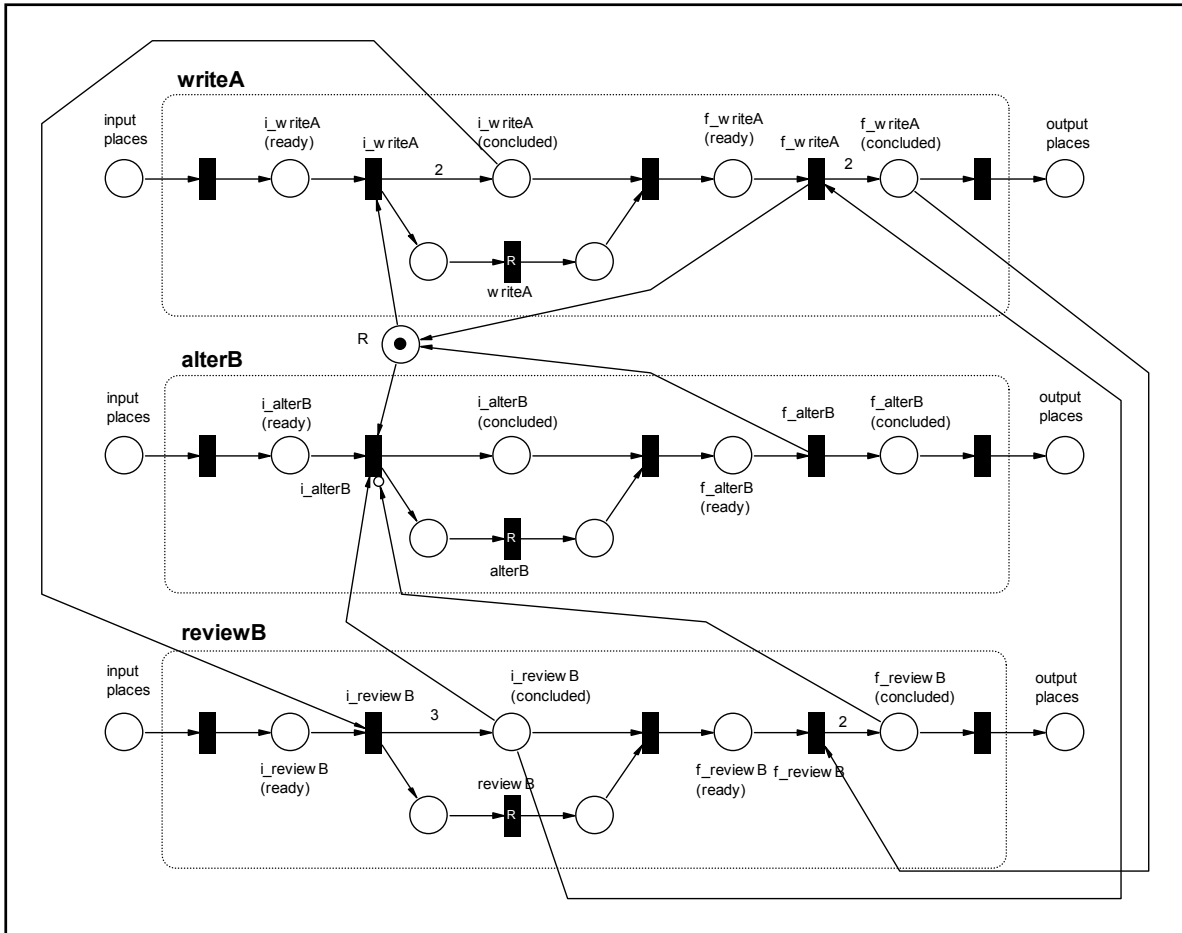 writeA
input
places
i_writeA
(ready)
i_writeA
i_writeA
(concluded)
f_writeA
(ready)
f_writeA
f_writeA
(concluded)
output
places
2
2
R
writeA
R
alterB
input
places
i_alterB
(ready)
i_alterB
i_alterB
(concluded)
f_alterB
(ready)
f_alterB
f_alterB
(concluded)
output
places
R
alterB
reviewB
input
places
i_reviewB
(ready)
i_reviewB
3
i_reviewB
(concluded)
f_reviewB
(ready)
f_reviewB
2
f_reviewB
(concluded)
output
places
reviewB
R